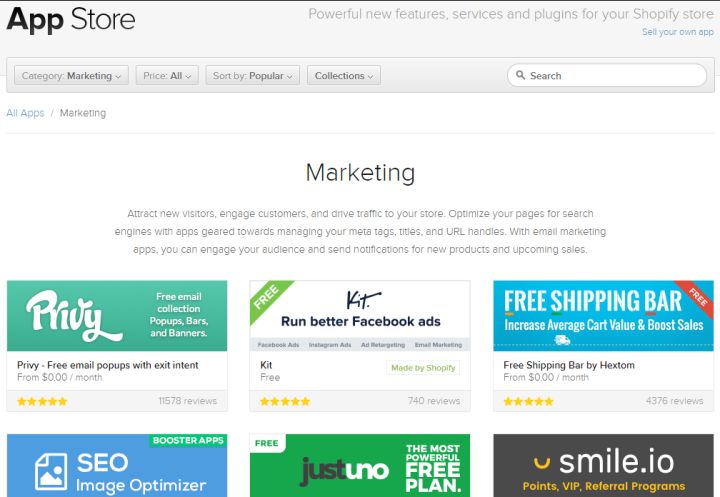 App Store
Powerful new features, services and plugins for your Shopify store
Sell your own app
Category: Marketing
Price: All
Sort by: Popular
Collections
Search
All Apps / Marketing
Marketing
Attract new visitors, engage customers, and drive traffic to your store. Optimize your pages for search
engines with apps geared towards managing your meta tags, titles, and URL handles. With email marketing
apps, you can engage your audience and send notifications for new products and upcoming sales.
Privy
Free email
collection
Popups, Bars,
and Banners.
Privy - Free email popups with exit intent
From $0.00 / month
11578 reviews
FREE
Kit.
Run better Facebook ads
Facebook Ads Instagram Ads Ad Retargeting Email Marketing
Kit
Free
Made by Shopify
740 reviews
FREE SHIPPING BAR
FREE
Increase Average Cart Value & Boost Sales
Free Shipping Bar by Hextom
From $0.00 / month
4376 reviews
BOOSTER APPS
SEO
Image Optimizer
FREE
justuno
THE MOST
POWERFUL
FREE
PLAN.
smile.io
Points, VIP, Referral Programs